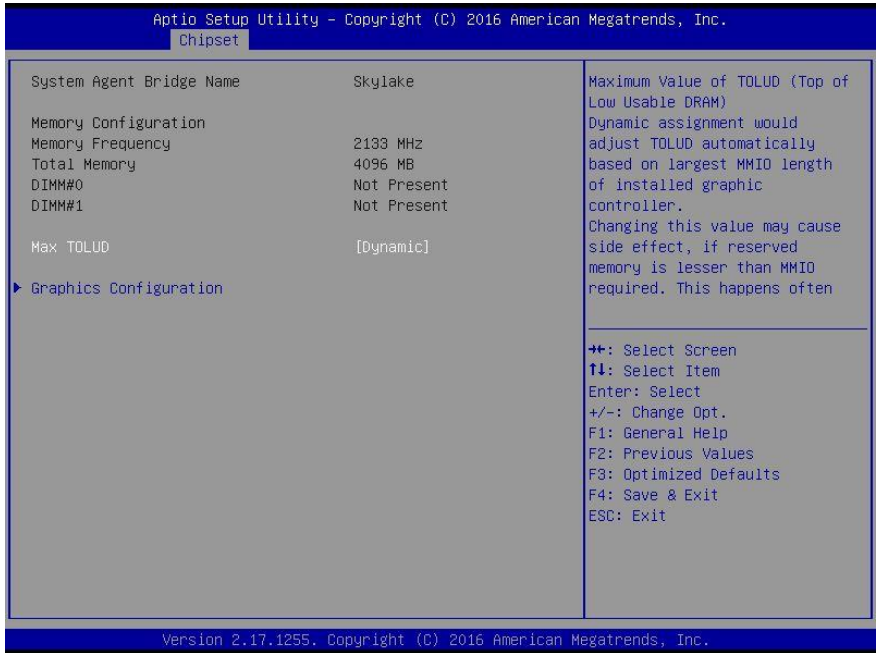 Aptio Setup Utility – Copyright (C) 2016 American Megatrends, Inc.
Chipset
System Agent Bridge Name Skylake
Memory Configuration
Memory Frequency 2133 MHz
Total Memory 4096 MB
DIMM#0 Not Present
DIMM#1 Not Present
Max TOLUD [Dynamic]
Graphics Configuration
Maximum Value of TOLUD (Top of
Low Usable DRAM)
Dynamic assignment would
adjust TOLUD automatically
based on largest MMIO length
of installed graphic
controller.
Changing this value may cause
side effect, if reserved
memory is lesser than MMIO
required. This happens often
→←: Select Screen
↑↓: Select Item
Enter: Select
+/-: Change Opt.
F1: General Help
F2: Previous Values
F3: Optimized Defaults
F4: Save & Exit
ESC: Exit
Version 2.17.1255. Copyright (C) 2016 American Megatrends, Inc.